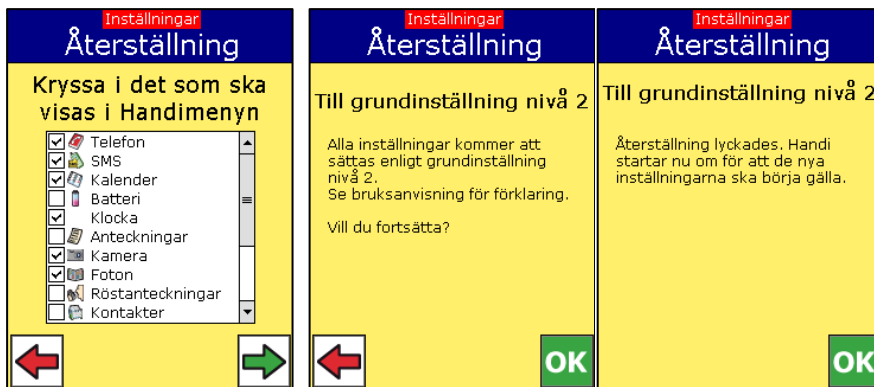 Inställningar
Återställning
Kryssa i det som ska
visas i Handimenyn
Telefon
SMS
Kalender
Batteri
Klocka
Anteckningar
Kamera
Foton
Röstanteckningar
Kontakter
Inställningar
Återställning
Till grundinställning nivå 2
Alla inställningar kommer att
sättas enligt grundinställning
nivå 2.
Se bruksanvisning för förklaring.
Vill du fortsätta?
OK
Inställningar
Återställning
Till grundinställning nivå 2
Återställning lyckades. Handi
startar nu om för att de nya
inställningarna ska börja gälla.
OK